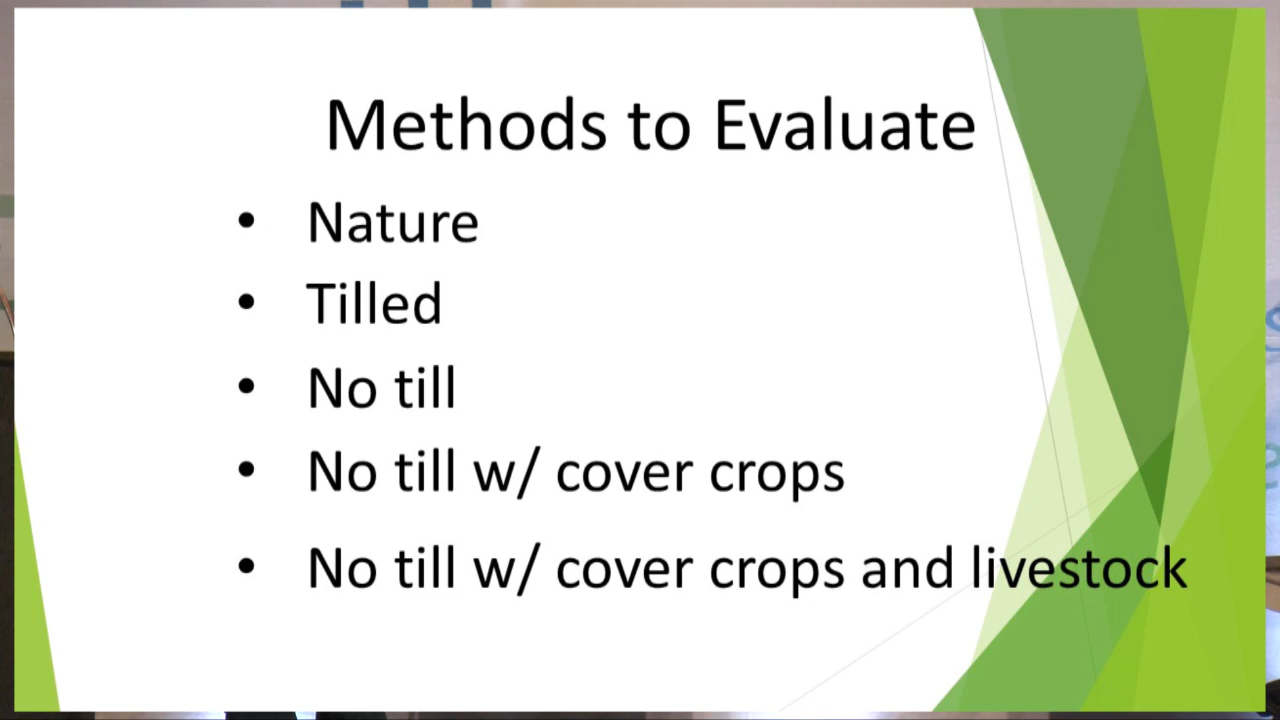 Methods to Evaluate
• Nature
• Tilled
• No till
• No till w/ cover crops
• No till w/ cover crops and livestock